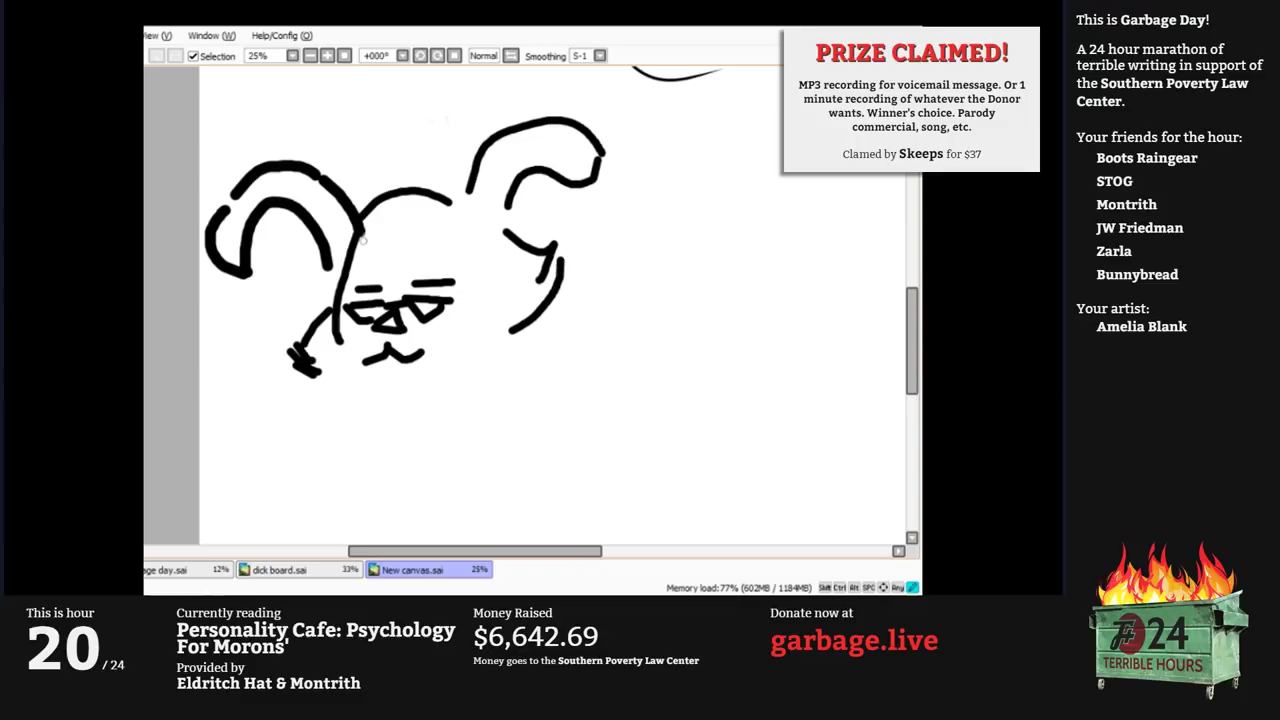 View (V) Window (W) Help/Config (O)
Selection 25% +000° Normal Smoothing S-1
PRIZE CLAIMED!
MP3 recording for voicemail message. Or 1
minute recording of whatever the Donor
wants. Winner's choice. Parody
commercial, song, etc.
Clamed by Skeeps for $37
This is Garbage Day!
A 24 hour marathon of
terrible writing in support of
the Southern Poverty Law
Center.
Your friends for the hour:
Boots Raingear
STOG
Montrith
JW Friedman
Zarla
Bunnybread
Your artist:
Amelia Blank
age day.sai 12% dick board.sai 33% New canvas.sai 25%
Memory load:77% (602MB / 1184MB) Shift Ctrl Alt SPC Any
This is hour
20 / 24
Currently reading
Personality Cafe: Psychology
For Morons'
Provided by
Eldritch Hat & Montrith
Money Raised
$6,642.69
Money goes to the Southern Poverty Law Center
Donate now at
garbage.live
24
TERRIBLE HOURS